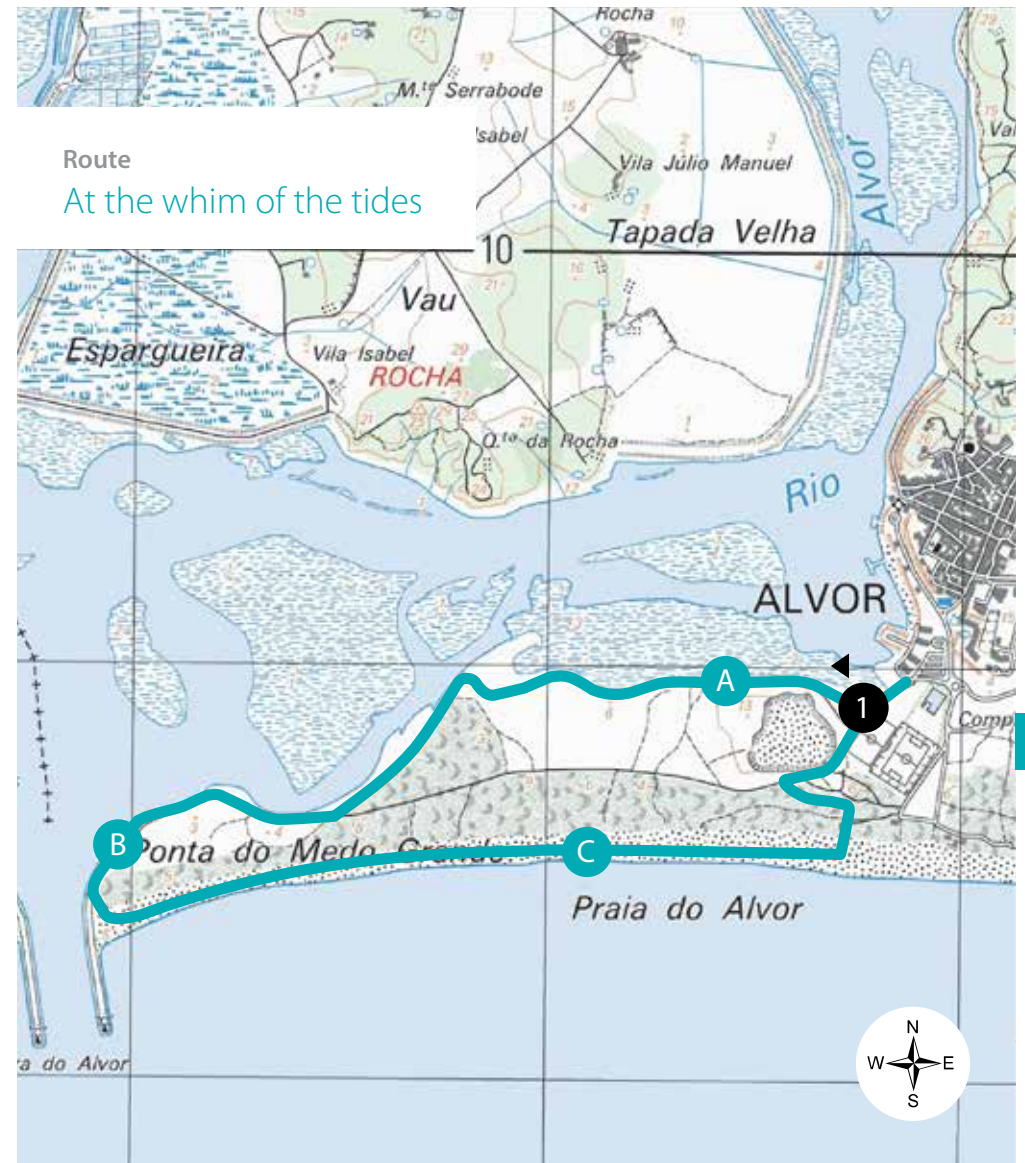 Rocha
M.te Serrabode
Isabel
Route
At the whim of the tides
Vila Júlio Manuel
Alvor
Tapada Velha
10
Vau
Espargueira
Vila Isabel
ROCHA
Q.ta da Rocha
Rio
ALVOR
A
1
Comp
B
Ponta do Medo Grande
C
Praia do Alvor
N
W
E
S
ra do Alvor